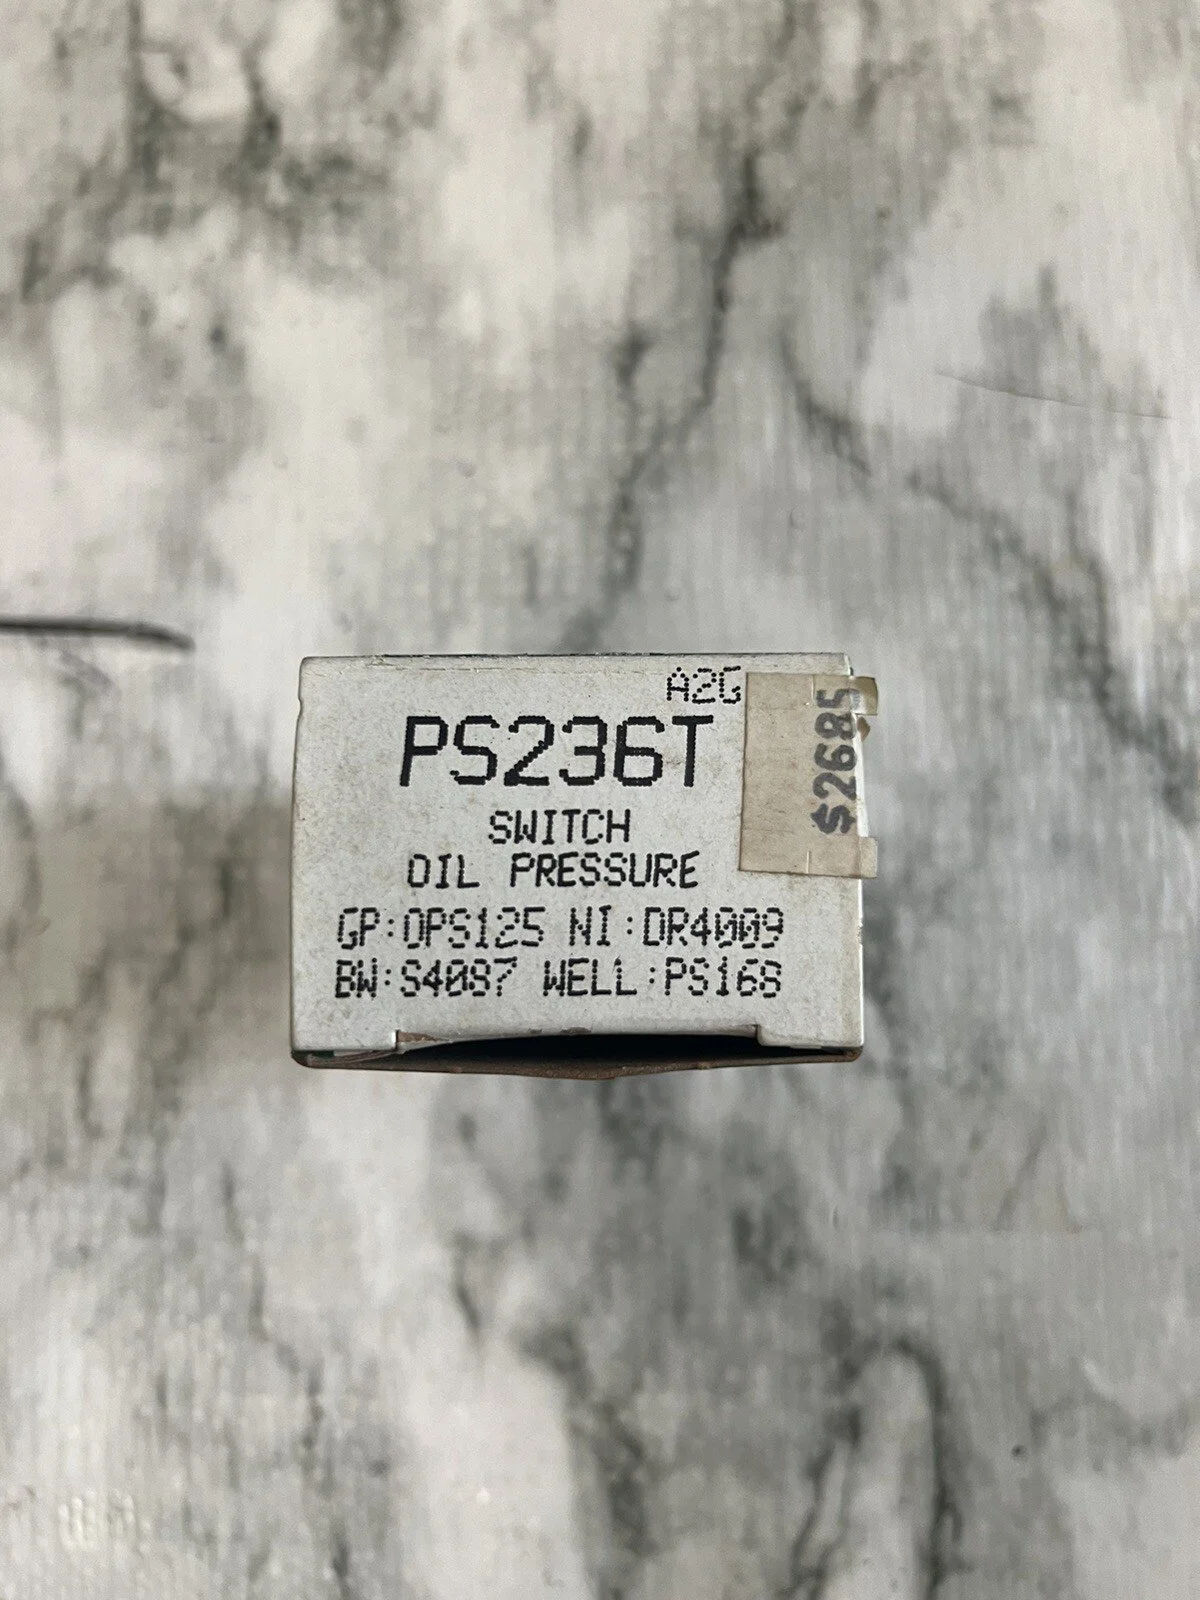 A2G
PS236T
SWITCH
OIL PRESSURE
GP:OPS125 NI:DR4009
BW:S4087 WELL:PS168
$2685